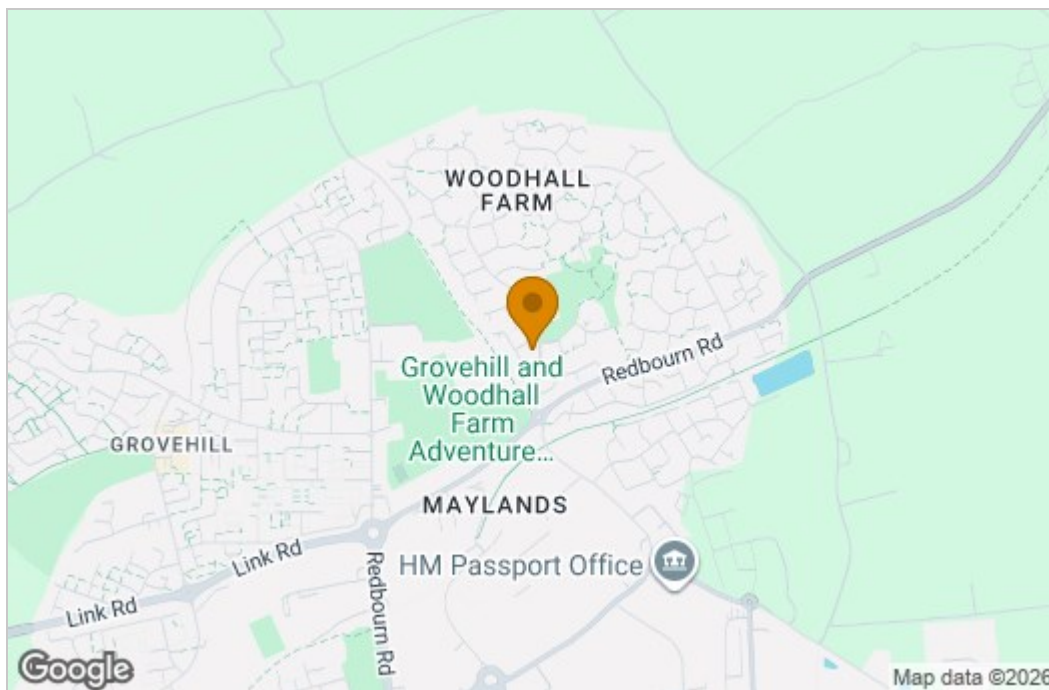 WOODHALL
FARM
Redbourn Rd
Grovehill and
Woodhall
Farm
Adventure...
GROVEHILL
MAYLANDS
HM Passport Office
Link Rd
Redbourn Rd
Link Rd
Google
Map data ©2026